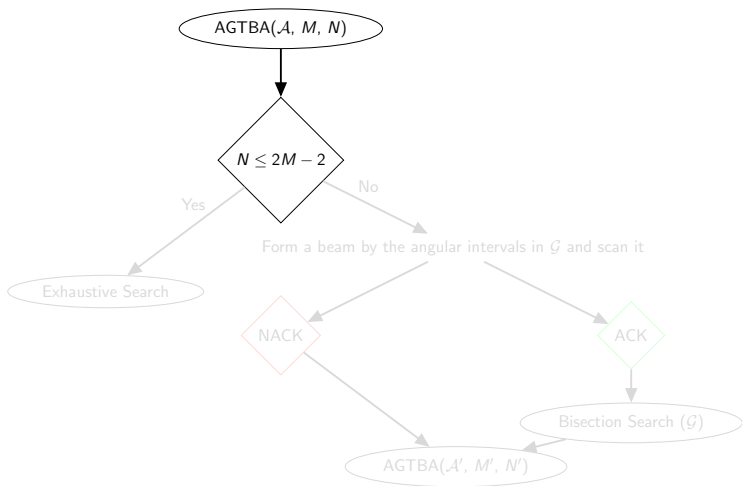 AGTBA(𝒜, M, N)
N ≤ 2M − 2
Yes
No
Form a beam by the angular intervals in 𝒢 and scan it
Exhaustive Search
NACK
ACK
Bisection Search (𝒢)
AGTBA(𝒜′, M′, N′)